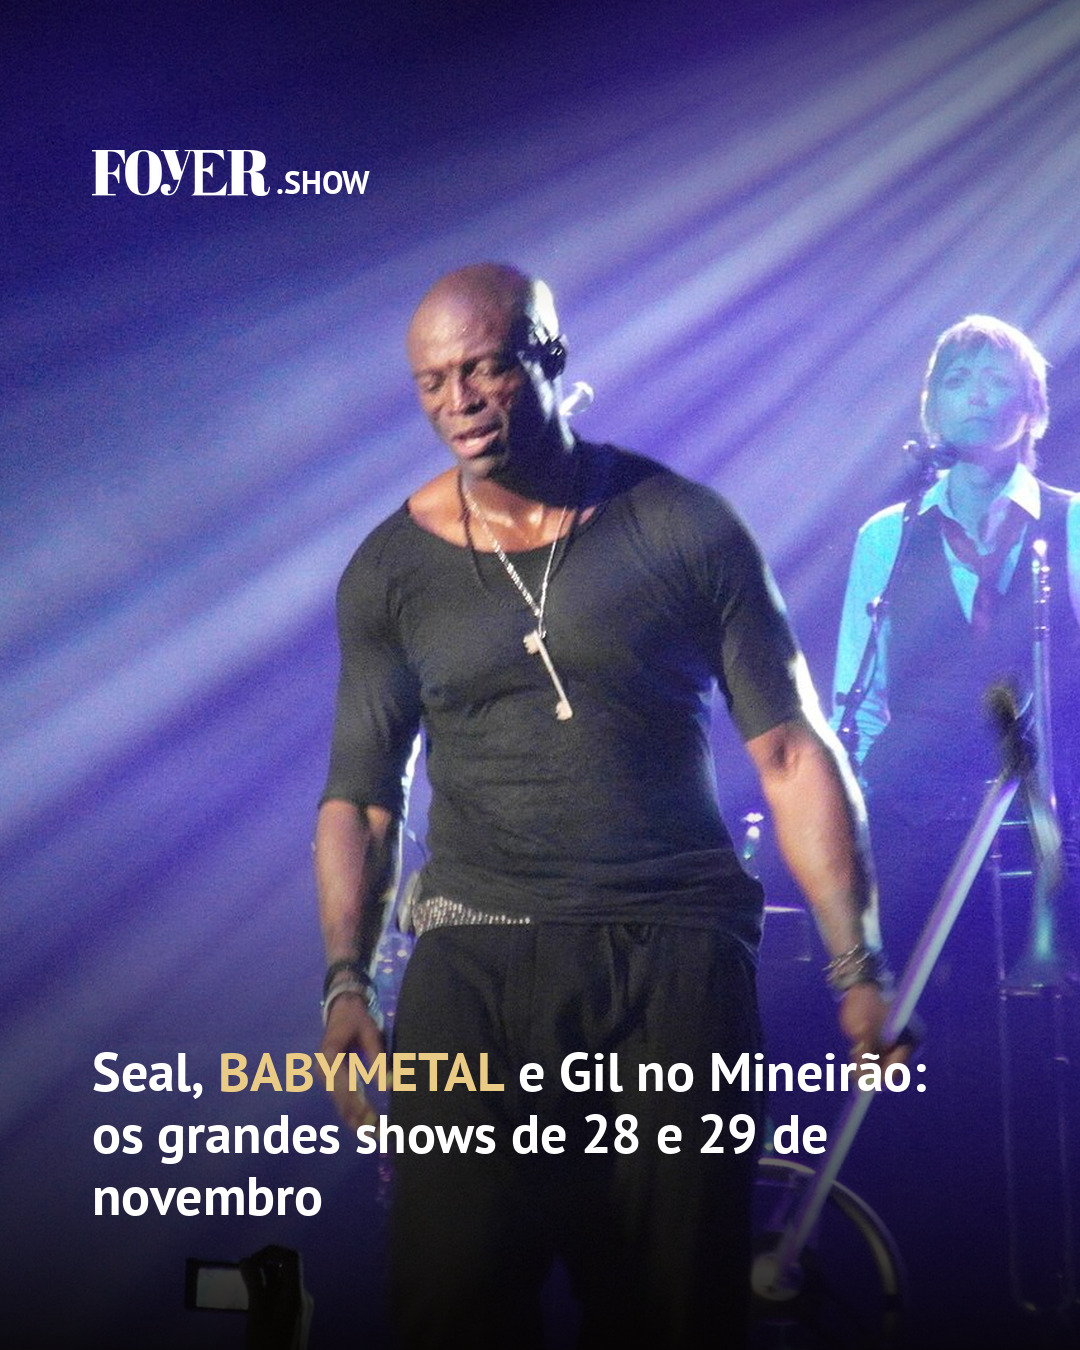 FOYER.SHOW
Seal, BABYMETAL e Gil no Mineirão:
os grandes shows de 28 e 29 de
novembro